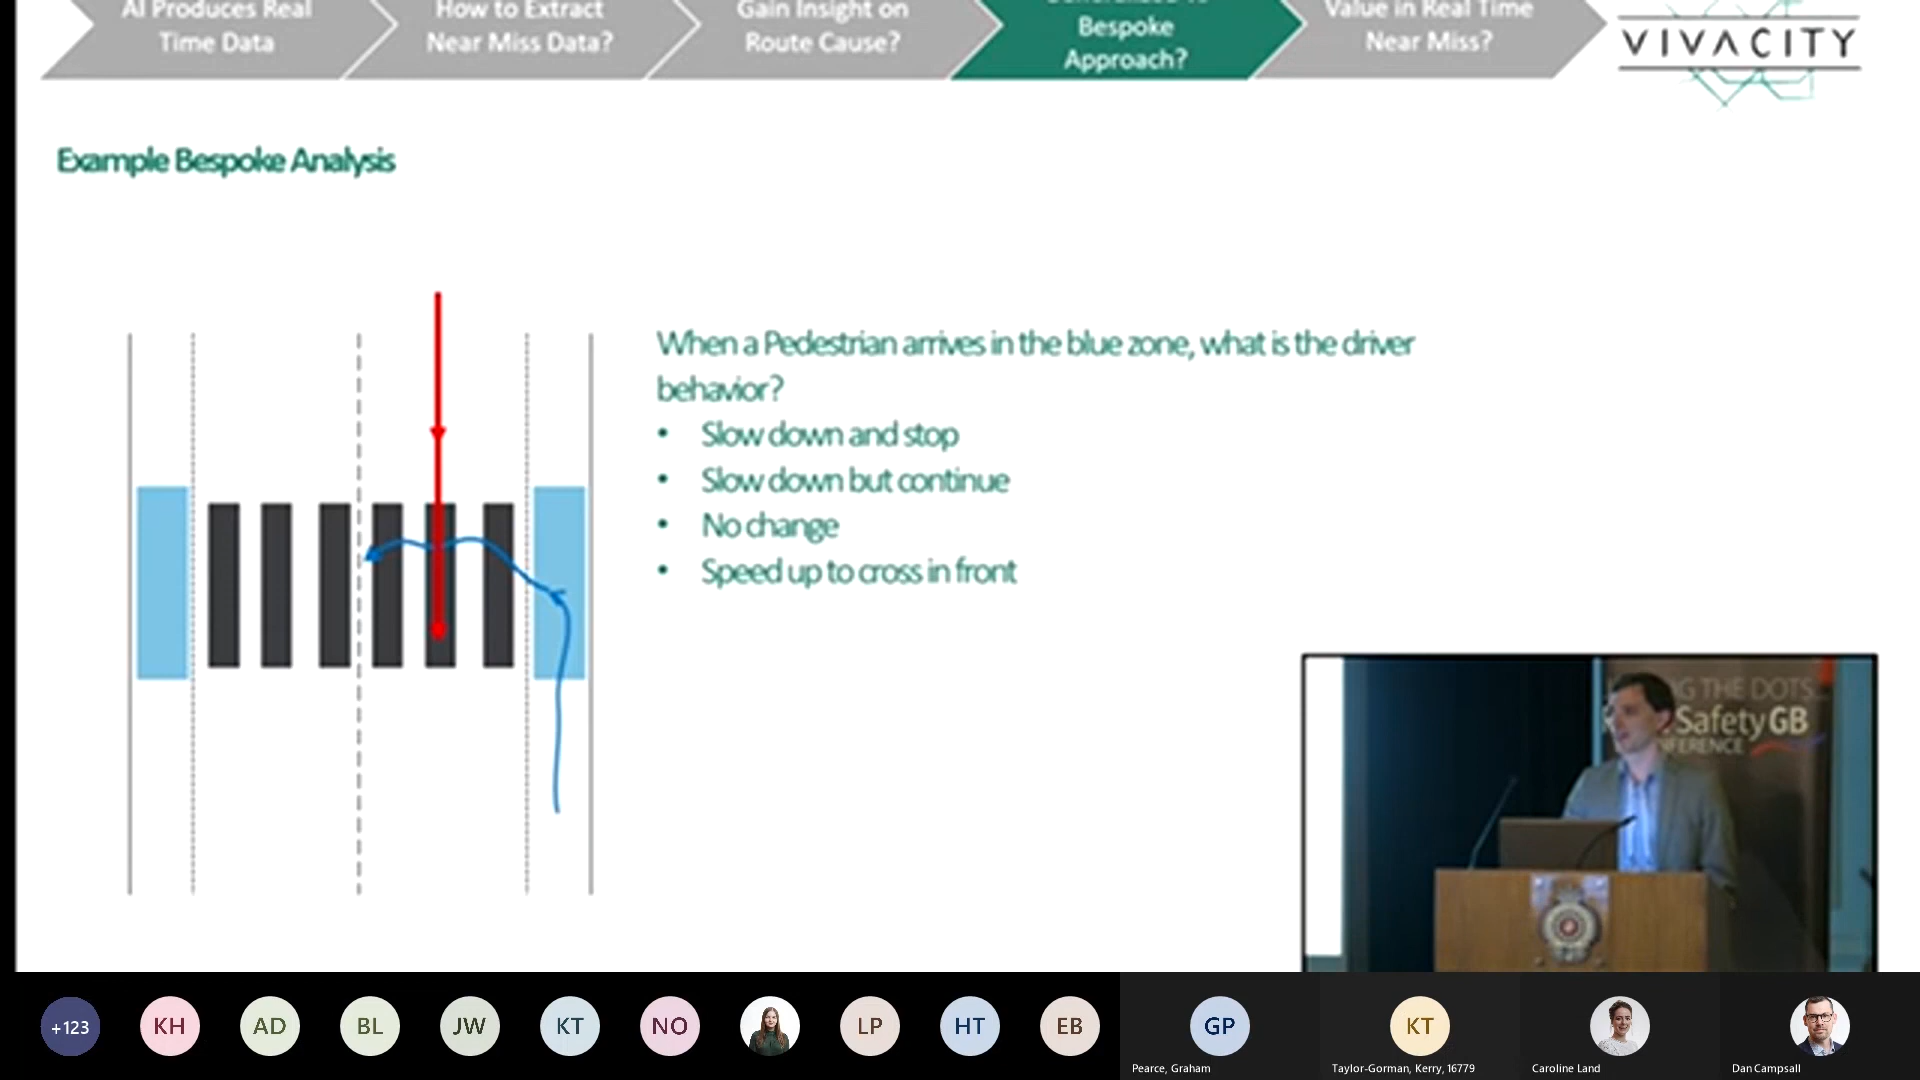 AI Produces Real
Time Data
How to Extract
Near Miss Data?
Gain Insight on
Route Cause?
Bespoke
Approach?
Value in Real Time
Near Miss?
VIVACITY
Example Bespoke Analysis
When a Pedestrian arrives in the blue zone, what is the driver
behavior?
• Slow down and stop
• Slow down but continue
• No change
• Speed up to cross in front
G THE DOTS
Safety GB
NFERENCE
+123
KH
AD
BL
JW
KT
NO
LP
HT
EB
GP
KT
Pearce, Graham
Taylor-Gorman, Kerry, 16779
Caroline Land
Dan Campsall